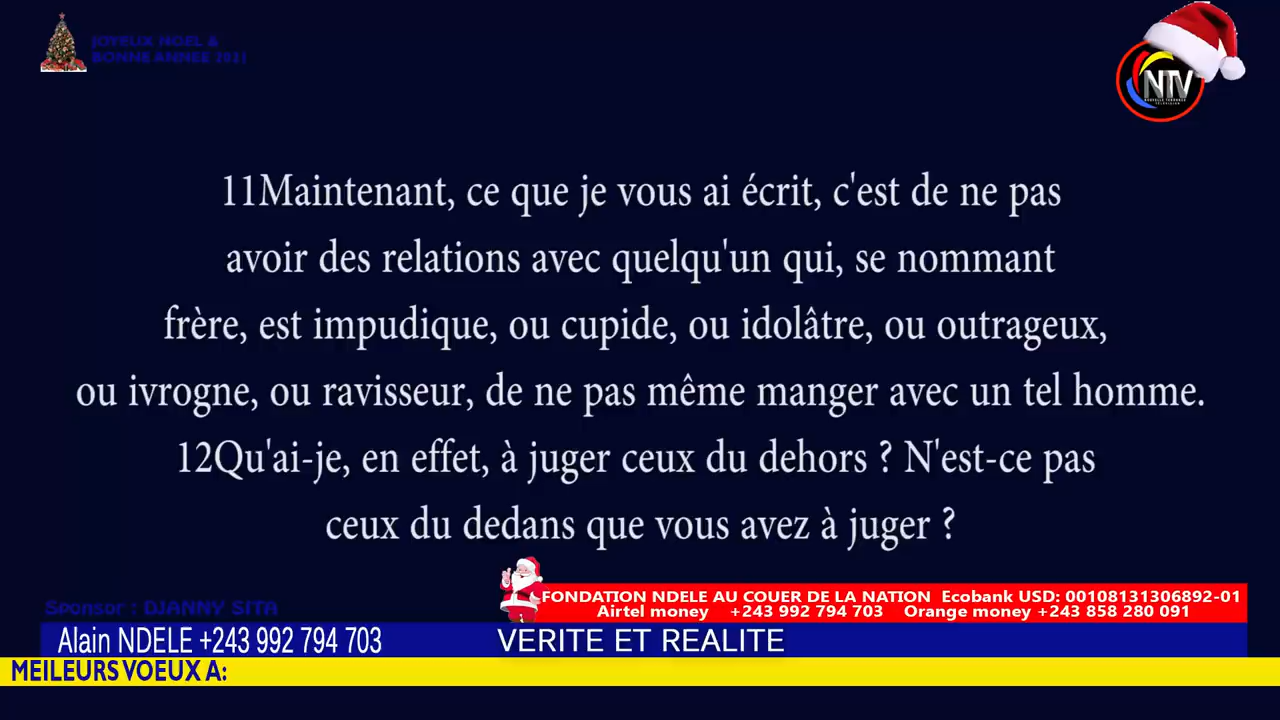 JOYEUX NOEL &
BONNE ANNEE
NTV
11Maintenant, ce que je vous ai écrit, c'est de ne pas
avoir des relations avec quelqu'un qui, se nommant
frère, est impudique, ou cupide, ou idolâtre, ou outrageux,
ou ivrogne, ou ravisseur, de ne pas même manger avec un tel homme.
12Qu'ai-je, en effet, à juger ceux du dehors ? N'est-ce pas
ceux du dedans que vous avez à juger ?
Sponsor : DJANNY SITA
FONDATION NDELE AU COUER DE LA NATION Ecobank USD: 00108131306892-01
Airtel money +243 992 794 703 Orange money +243 858 280 091
Alain NDELE +243 992 794 703 VERITE ET REALITE
MEILEURS VOEUX A: